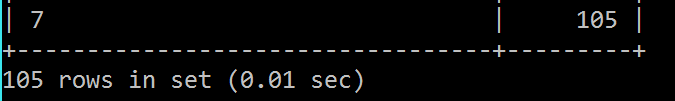 | 7                                 |     105 |
+-----------------------------------+---------+
105 rows in set (0.01 sec)